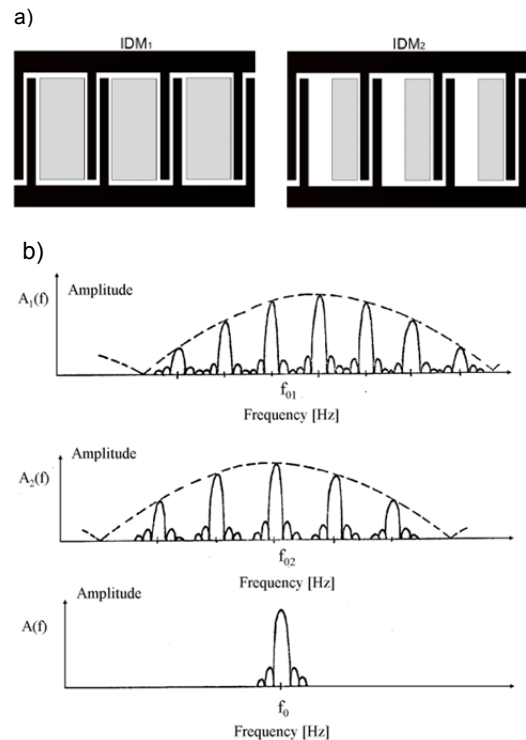 a)
IDM1
IDM2
b)
Amplitude
A1(f)
f01
Frequency [Hz]
Amplitude
A2(f)
f02
Frequency [Hz]
Amplitude
A(f)
f0
Frequency [Hz]